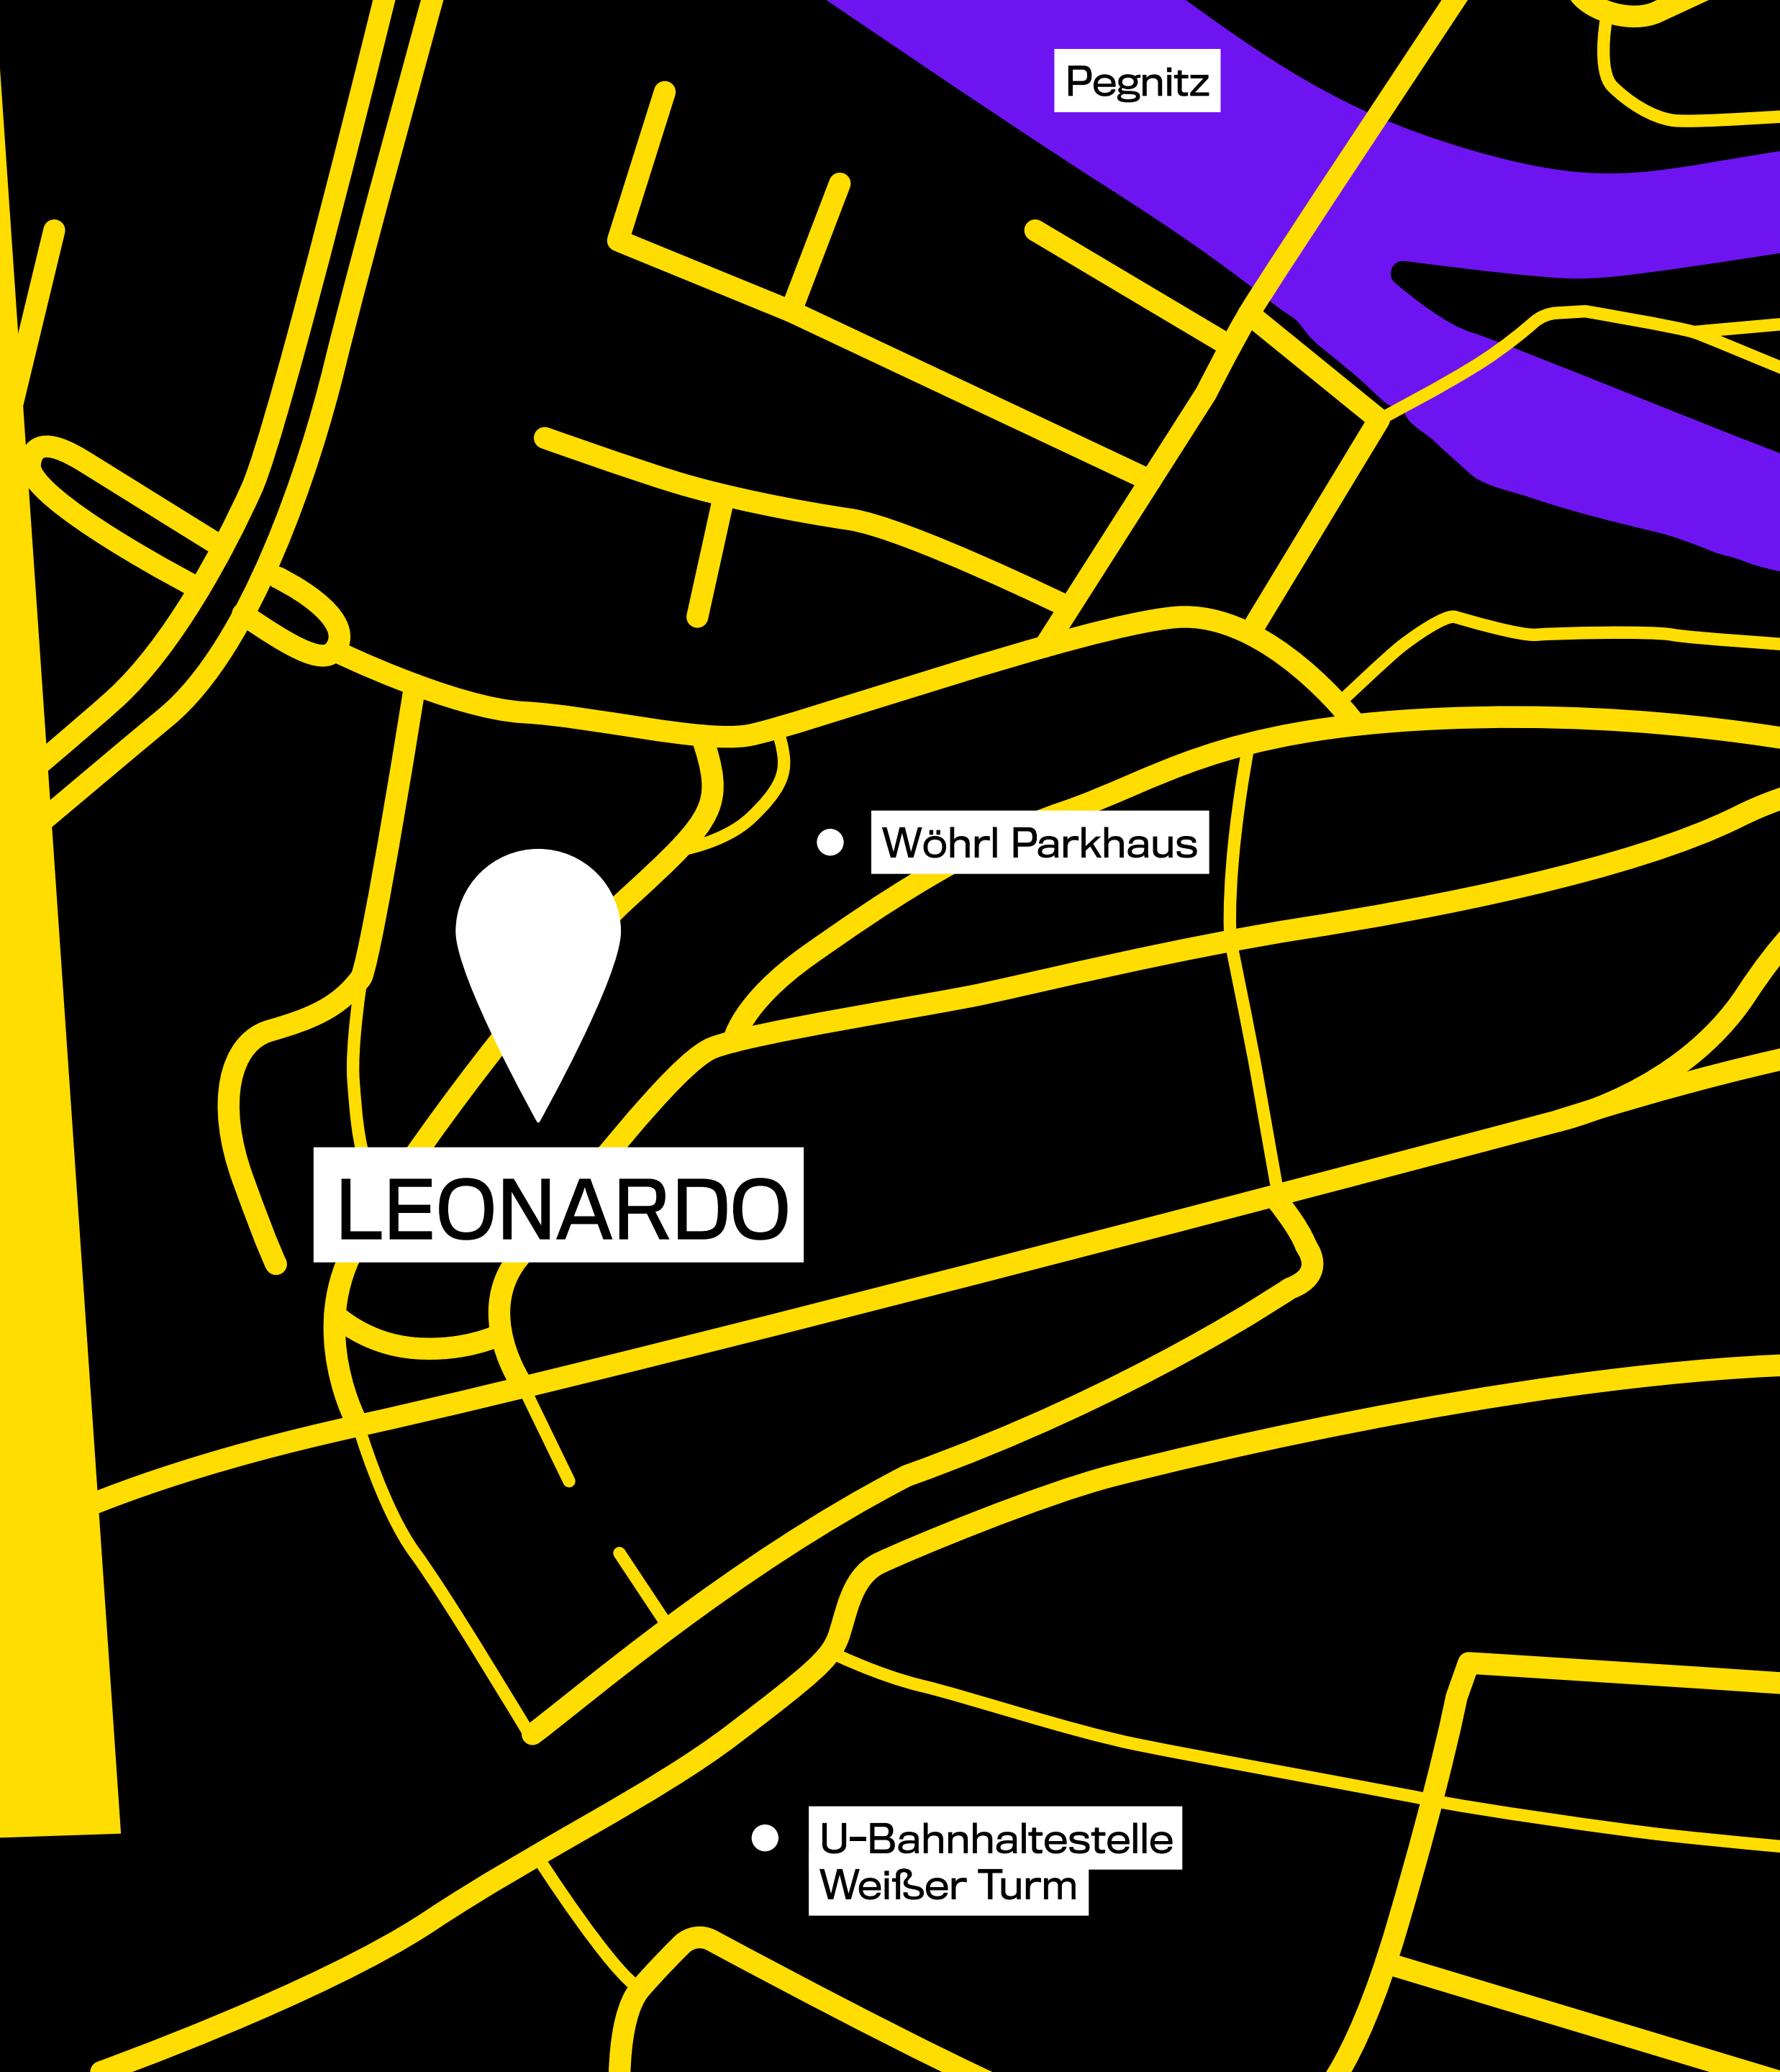 Pegnitz
Wöhrl Parkhaus
LEONARDO
U-Bahnhaltestelle
Weißer Turm